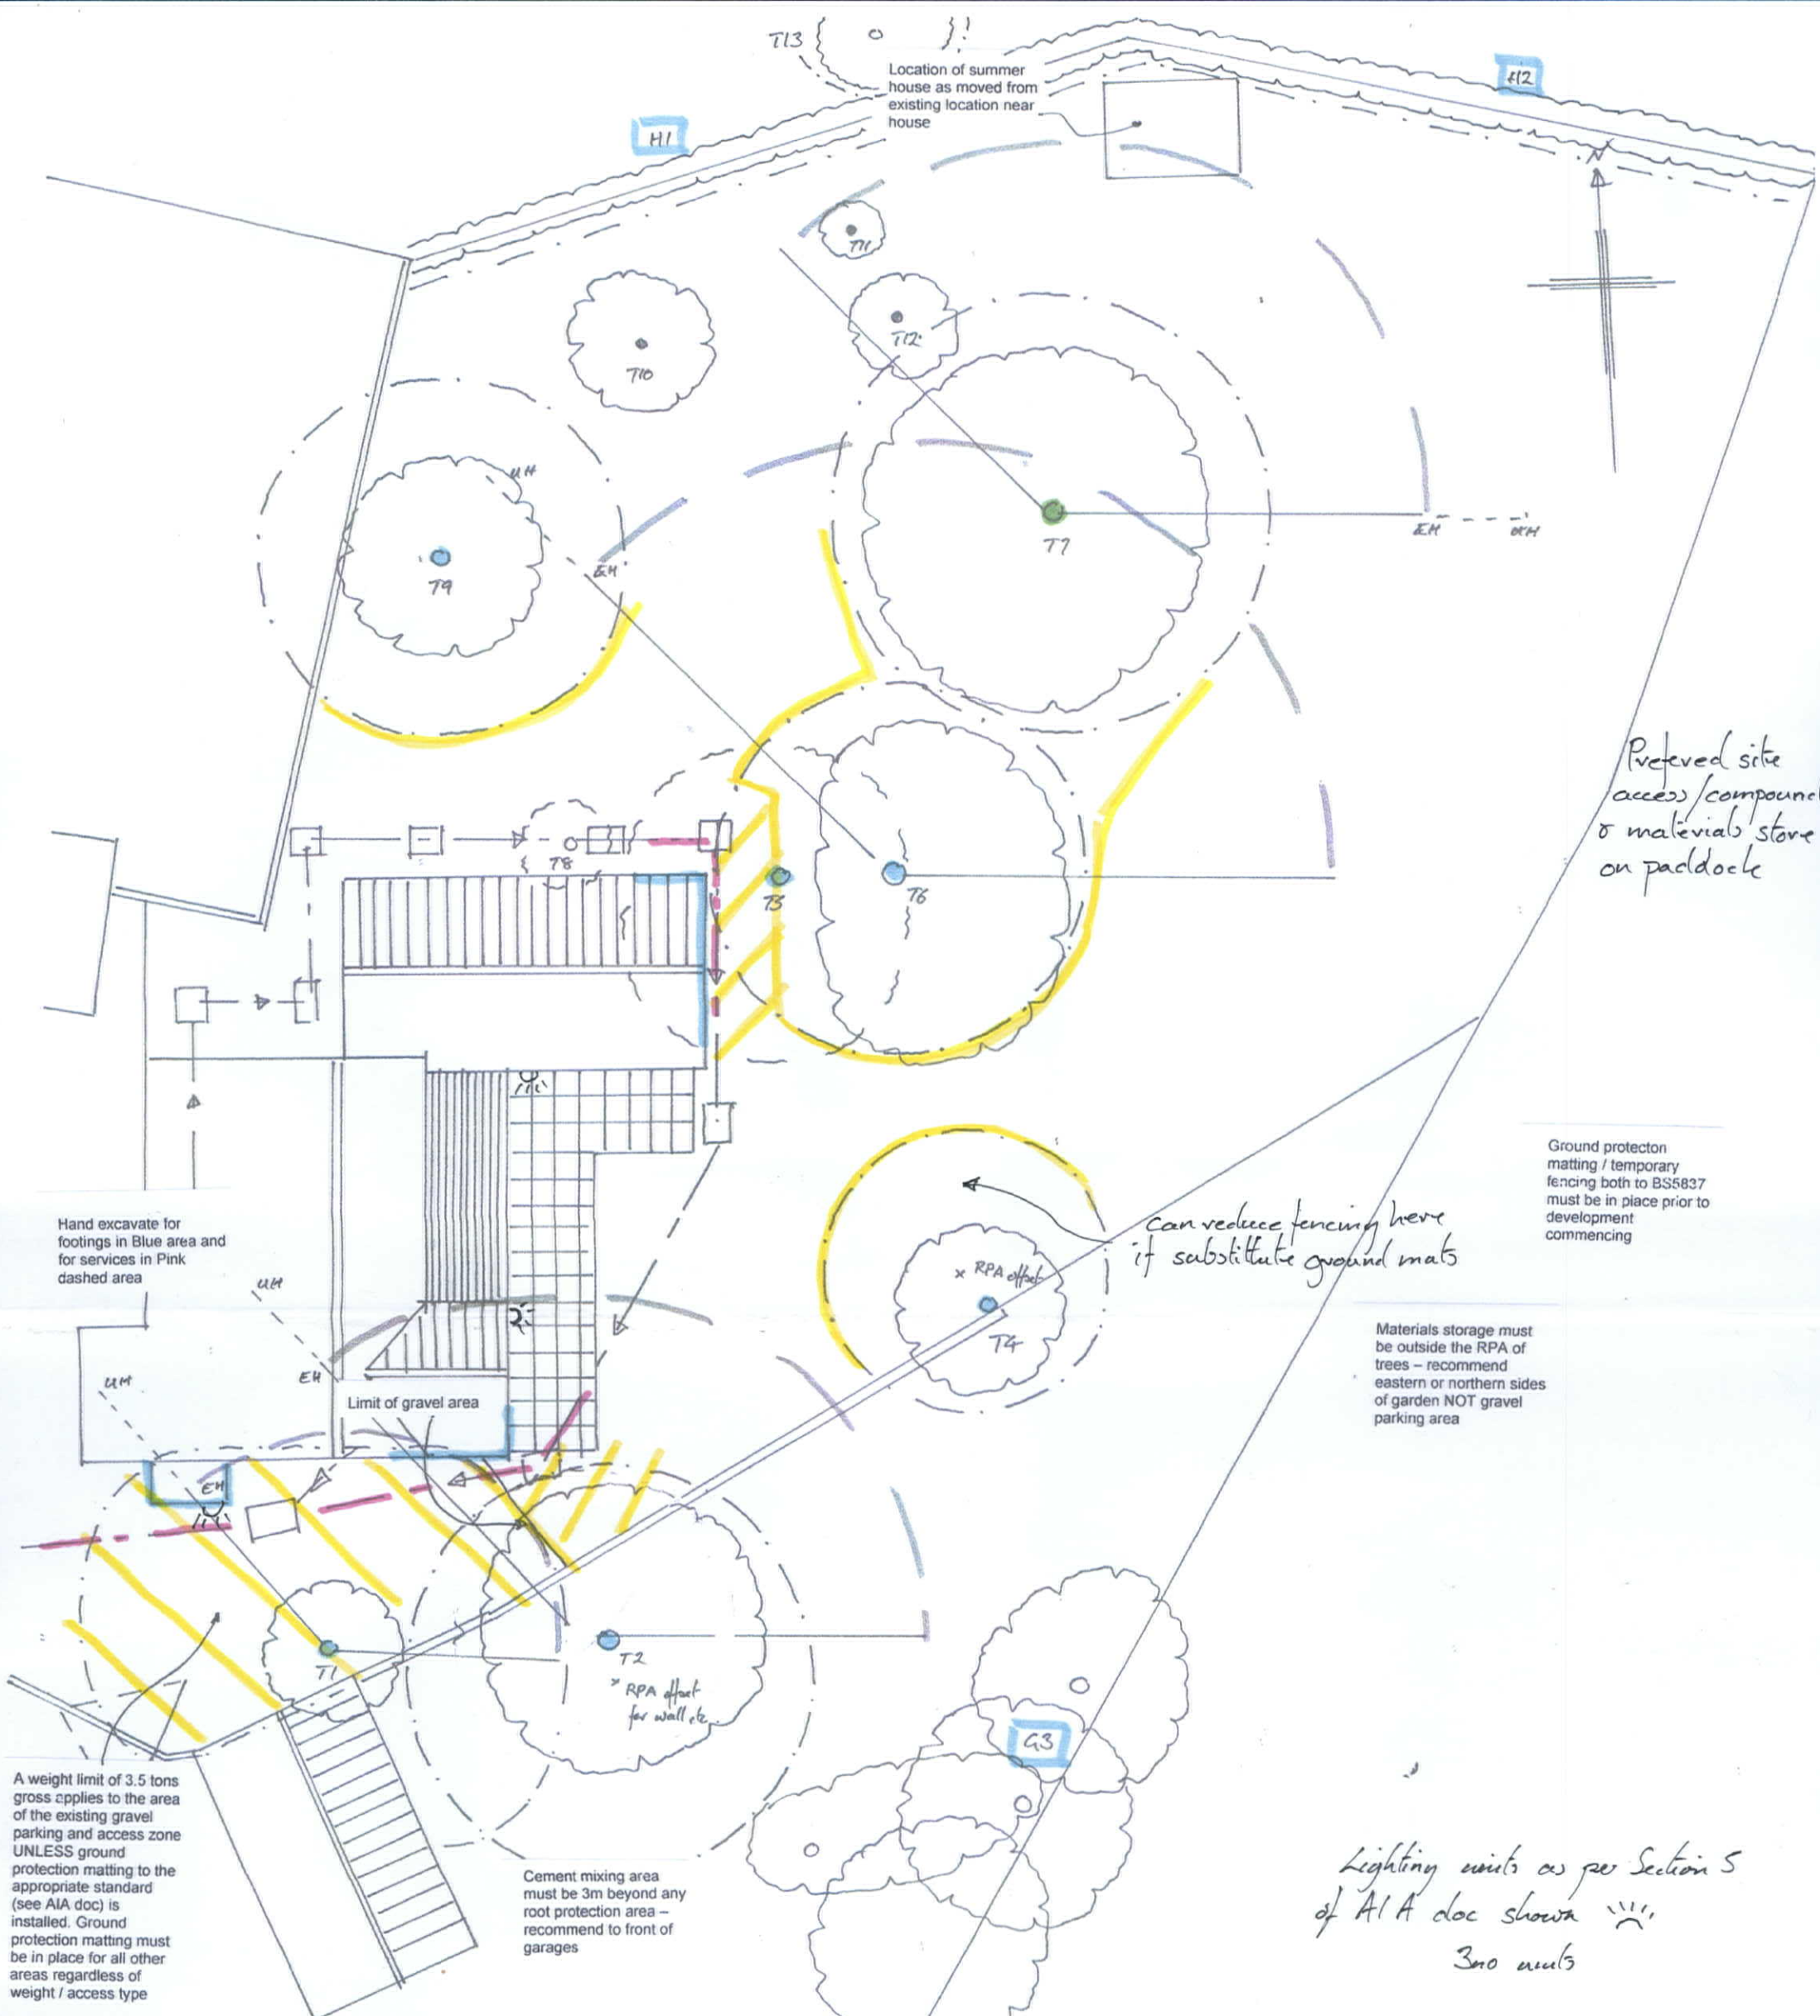 T13
Location of summer
house as moved from
existing location near
house
H2
H1
N
T11
T12
T10
UH
T9
EH
T7
EH
UH
Prefered site
access/compound
& materials store
on paddock
T8
T5
T6
Ground protecton
matting / temporary
fencing both to BS5837
must be in place prior to
development
commencing
Hand excavate for
footings in Blue area and
for services in Pink
dashed area
can reduce fencing here
if substitute ground mats
UH
x RPA offset
T4
Materials storage must
be outside the RPA of
trees – recommend
eastern or northern sides
of garden NOT gravel
parking area
EH
UH
Limit of gravel area
EH
T1
T2
x RPA offset
for wall etc
G3
A weight limit of 3.5 tons
gross applies to the area
of the existing gravel
parking and access zone
UNLESS ground
protection matting to the
appropriate standard
(see AIA doc) is
installed. Ground
protection matting must
be in place for all other
areas regardless of
weight / access type
Cement mixing area
must be 3m beyond any
root protection area –
recommend to front of
garages
Lighting units as per Section 5
of AIA doc shown
3no units